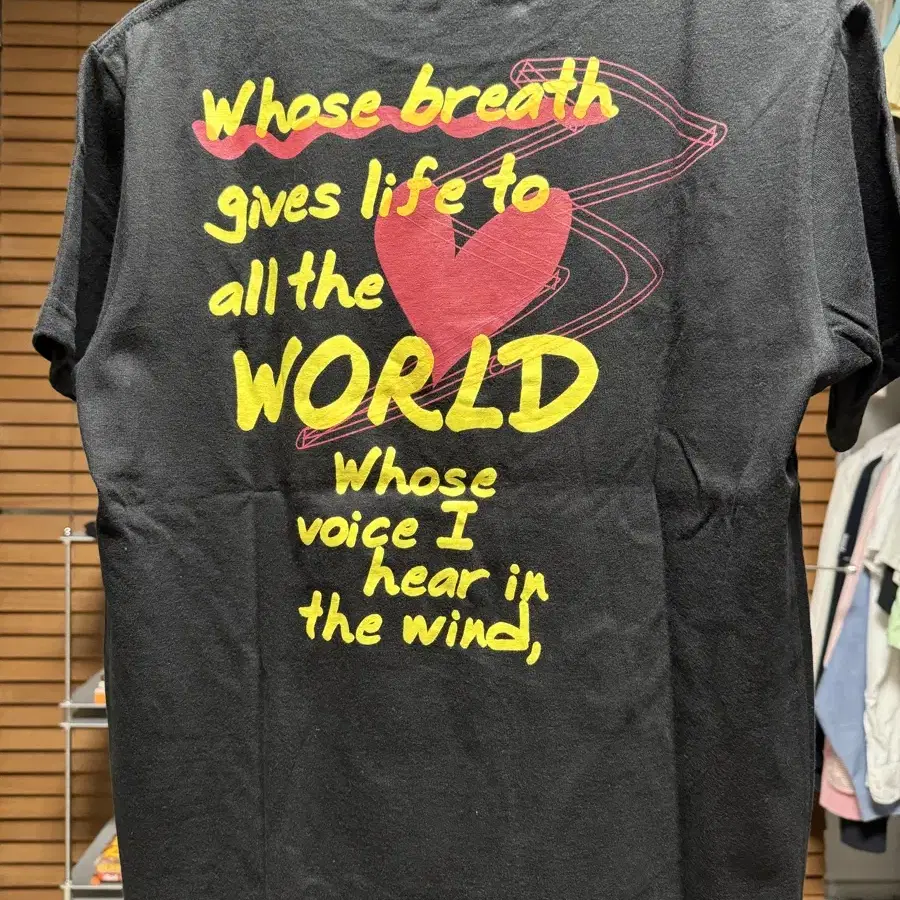 Whose breath
gives life to
all the
WORLD
Whose
voice I
hear in
the wind,